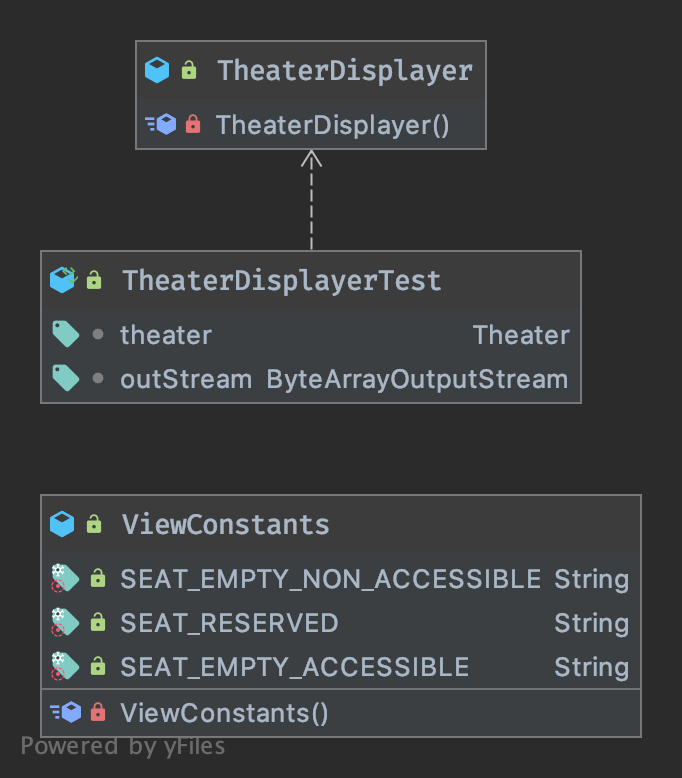 TheaterDisplayer
TheaterDisplayer()
TheaterDisplayerTest
theater Theater
outStream ByteArrayOutputStream
ViewConstants
SEAT_EMPTY_NON_ACCESSIBLE String
SEAT_RESERVED String
SEAT_EMPTY_ACCESSIBLE String
ViewConstants()
Powered by yFiles